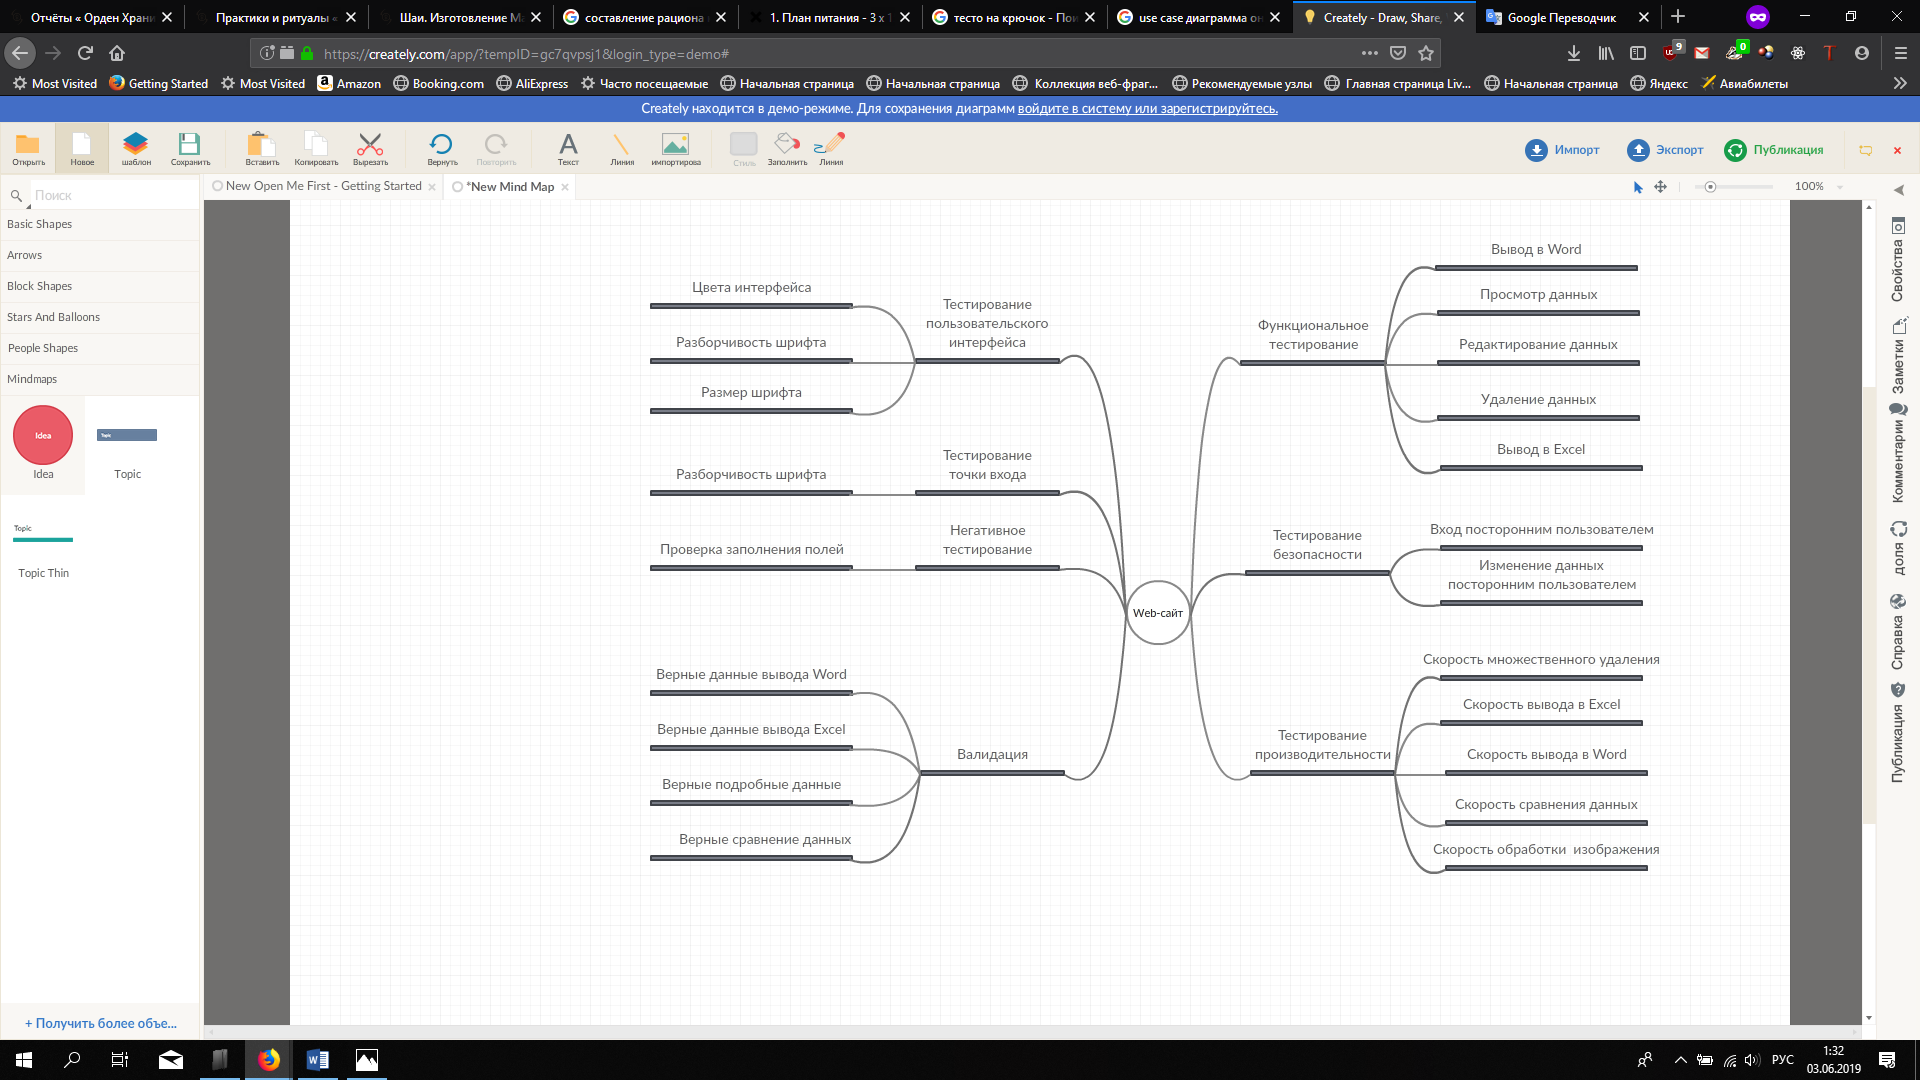 Отчёты « Орден Храни
Практики и ритуалы «
Шаи. Изготовление М
составление рациона
1. План питания - 3 x 1
тесто на крючок - Пои
use case диаграмма он
Creately - Draw, Share,
Google Переводчик
https://creately.com/app/?tempID=gc7qvpsj1&login_type=demo#
9
0
Most Visited
Getting Started
Most Visited
Amazon
Booking.com
AliExpress
Часто посещаемые
Начальная страница
Начальная страница
Коллекция веб-фраг...
Рекомендуемые узлы
Главная страница Liv...
Начальная страница
Яндекс
Авиабилеты
Creately находится в демо-режиме. Для сохранения диаграмм войдите в систему или зарегистрируйтесь.
Открыть
Новое
шаблон
Сохранить
Вставить
Копировать
Вырезать
Вернуть
Повторить
Текст
Линия
импортирова
Стиль
Заполнить
Линия
Импорт
Экспорт
Публикация
Поиск
New Open Me First - Getting Started
*New Mind Map
100%
Basic Shapes
Arrows
Block Shapes
Stars And Balloons
People Shapes
Mindmaps
Idea
Idea
Topic
Topic
Topic
Topic Thin
+ Получить более объе...
Цвета интерфейса
Разборчивость шрифта
Размер шрифта
Тестирование
пользовательского
интерфейса
Разборчивость шрифта
Тестирование
точки входа
Проверка заполнения полей
Негативное
тестирование
Верные данные вывода Word
Верные данные вывода Excel
Верные подробные данные
Верные сравнение данных
Валидация
Web-сайт
Функциональное
тестирование
Вывод в Word
Просмотр данных
Редактирование данных
Удаление данных
Вывод в Excel
Тестирование
безопасности
Вход посторонним пользователем
Изменение данных
посторонним пользователем
Тестирование
производительности
Скорость множественного удаления
Скорость вывода в Excel
Скорость вывода в Word
Скорость сравнения данных
Скорость обработки  изображения
Свойства
Заметки
Комментарии
доля
Справка
Публикация
РУС
1:32
03.06.2019